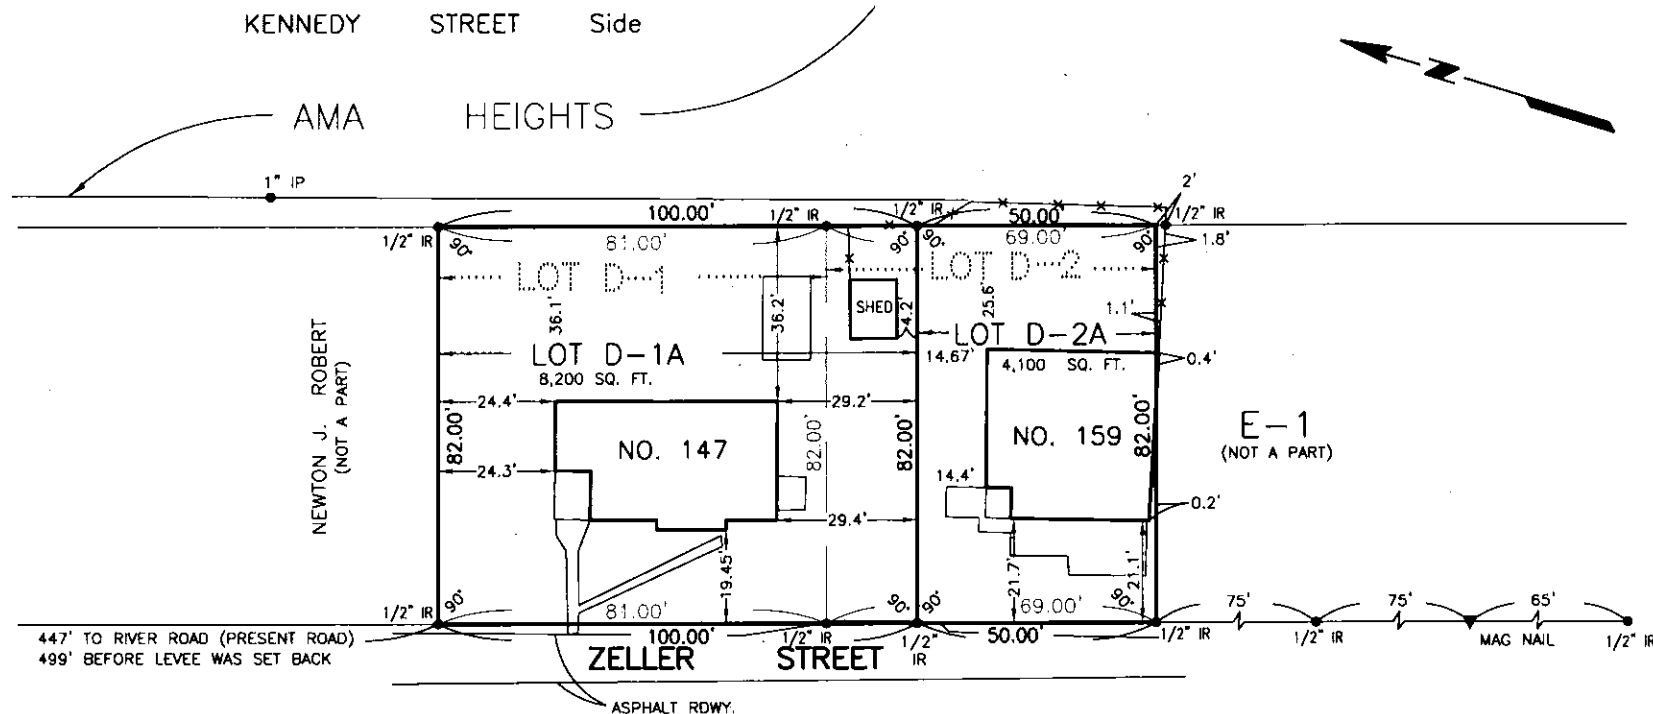 KENNEDY STREET Side
AMA HEIGHTS
N
1" IP
2'
100.00'
1/2" IR
1/2" IR
50.00'
1/2" IR
1/2" IR
90°
81.00'
90°
69.00'
90°
1.8'
LOT D-1
LOT D-2
36.1'
36.2'
SHED
4.2'
25.6'
1.1'
LOT D-1A
8,200 SQ. FT.
14.67'
LOT D-2A
4,100 SQ. FT.
0.4'
NEWTON J. ROBERT
(NOT A PART)
24.4'
29.2'
82.00'
NO. 147
82.00'
82.00'
NO. 159
82.00'
E-1
(NOT A PART)
24.3'
14.4'
0.2'
29.4'
19.45'
21.7'
21.1'
1/2" IR
90°
81.00'
90°
90°
69.00'
90°
75'
75'
65'
447' TO RIVER ROAD (PRESENT ROAD)
499' BEFORE LEVEE WAS SET BACK
100.00'
1/2" IR
1/2" IR
50.00'
1/2" IR
1/2" IR
MAG NAIL
1/2" IR
ZELLER STREET
ASPHALT RDWY.